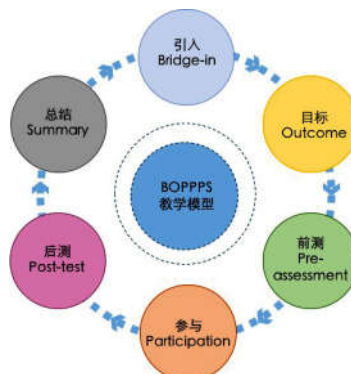 引入
Bridge-in
目标
Outcome
前测
Pre-
assessment
参与
Participation
后测
Post-test
总结
Summary
BOPPPS
教学模型